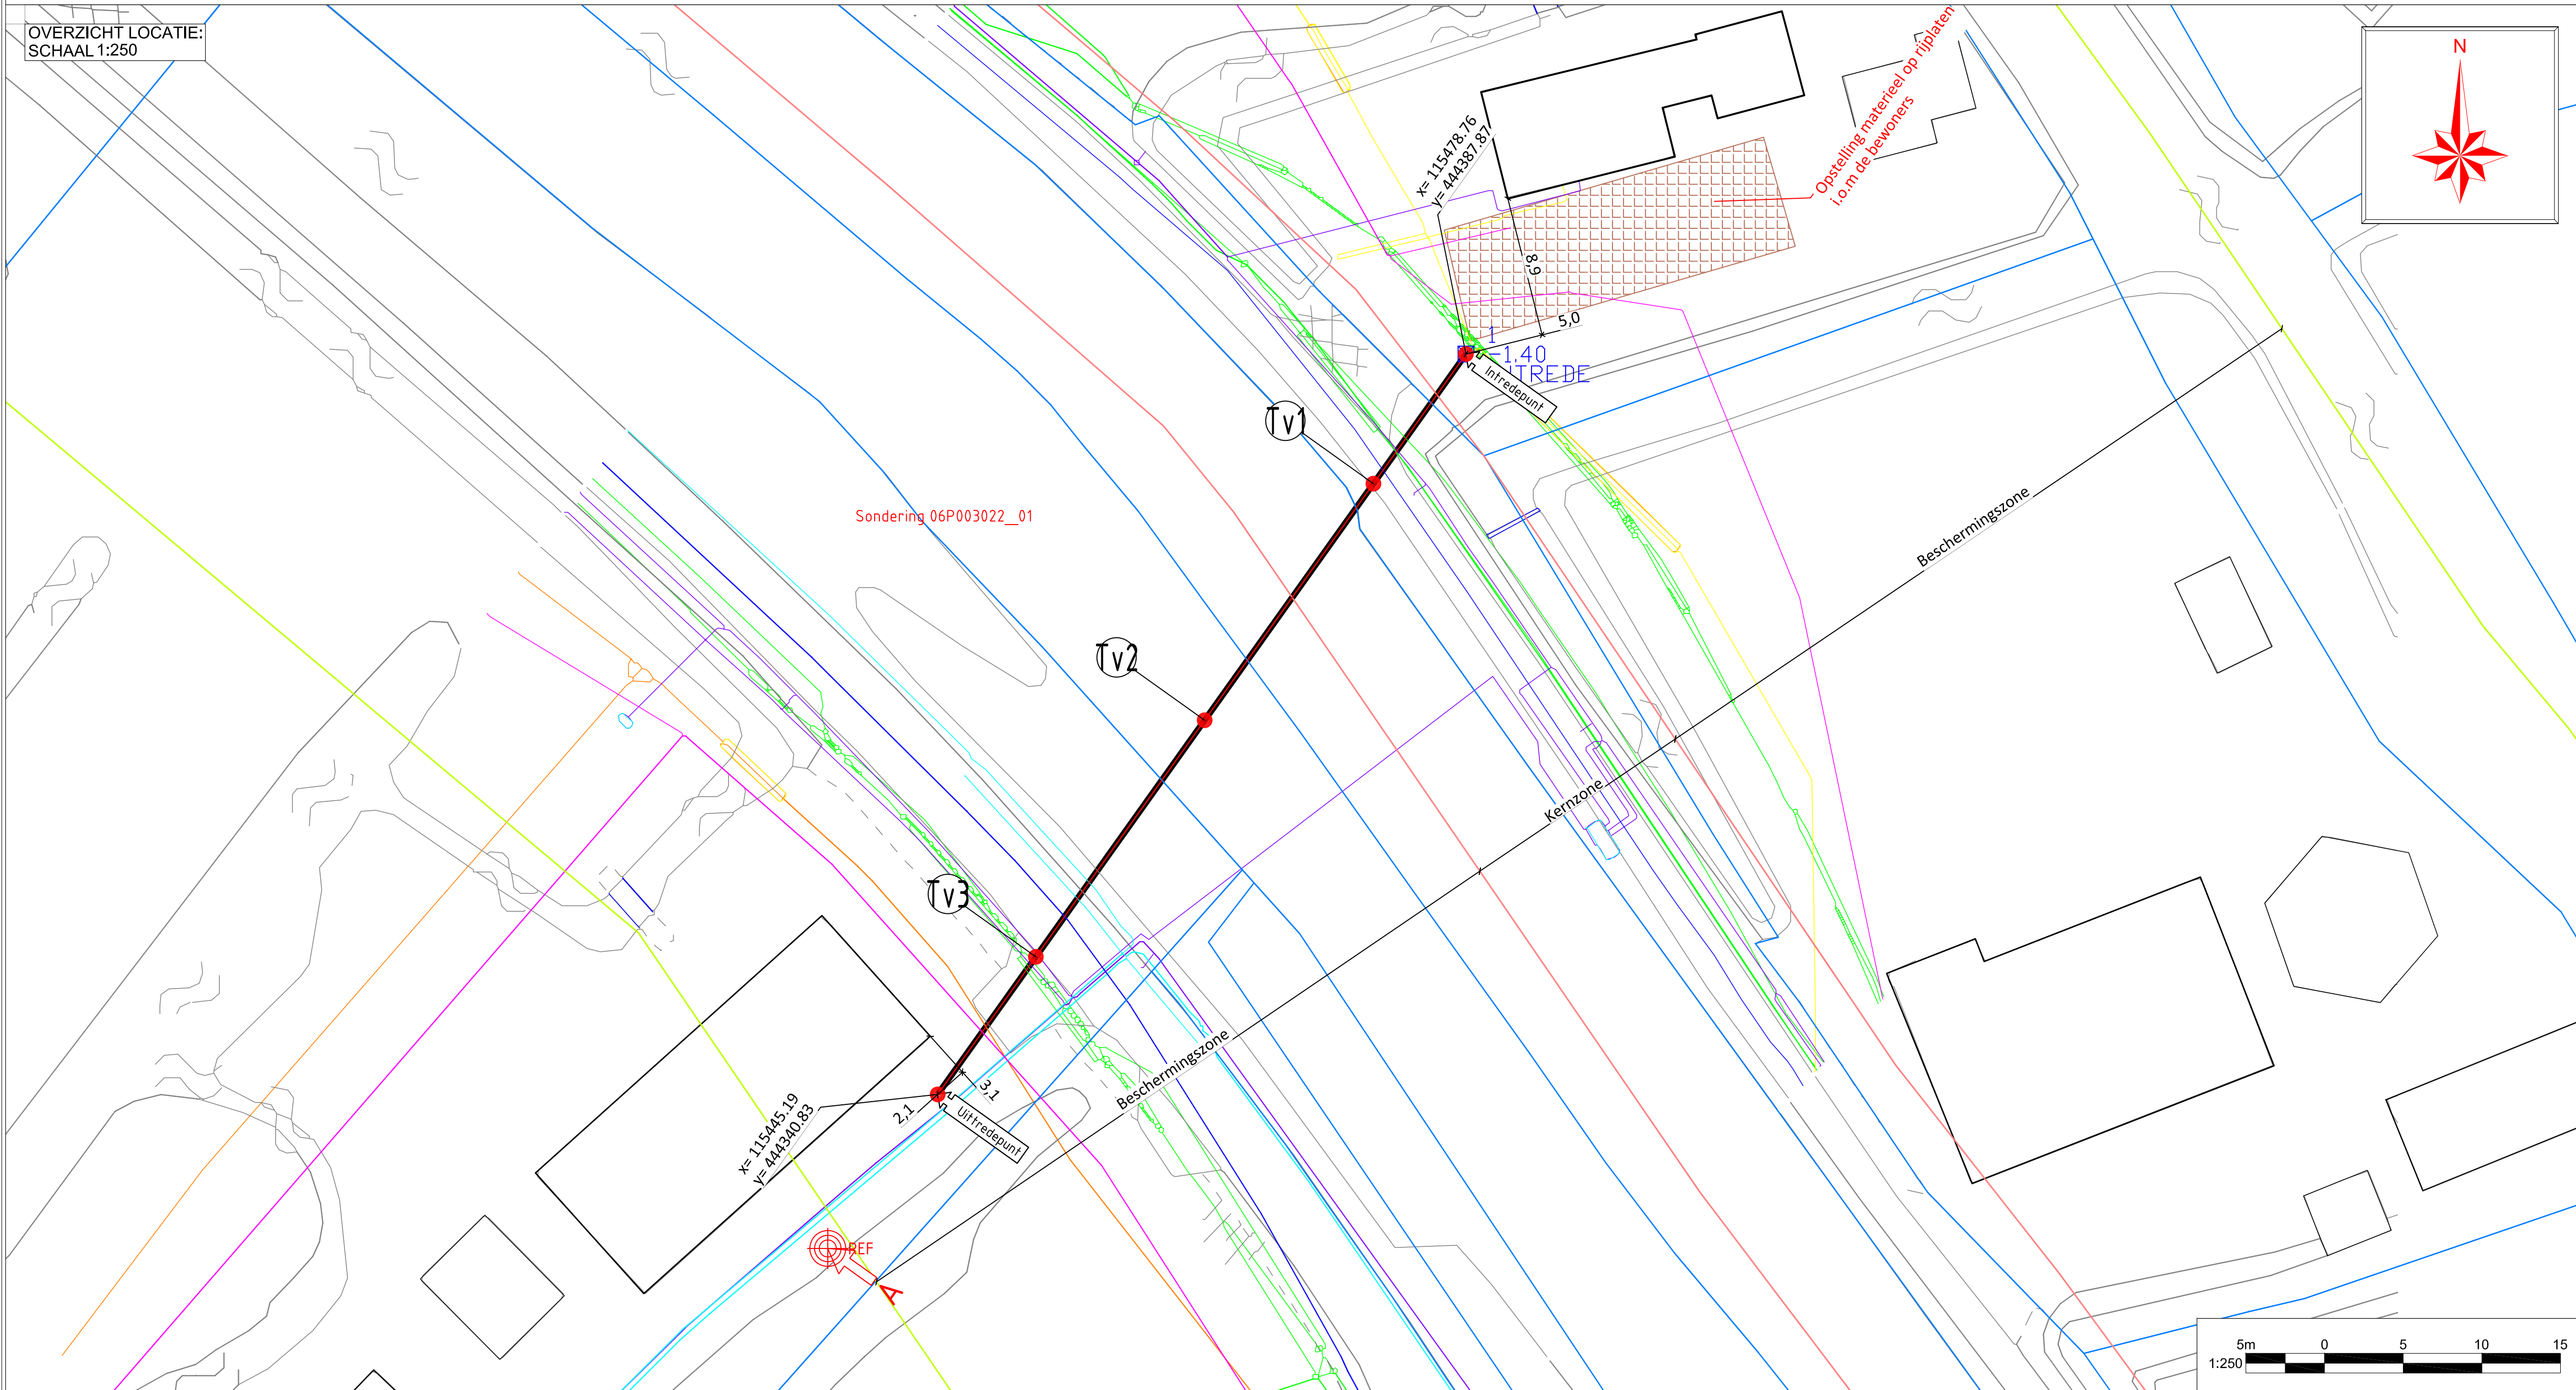 OVERZICHT LOCATIE:
SCHAAL 1:250
N
Opstelling materieel op rijplaten
i.o.m de bewoners
x= 115478.76
y= 444387.87
8,9
5,0
1
-1.40
INTREDE
Intredepunt
Tv1
Sondering 06P003022_01
Beschermingszone
Tv2
Kernzone
Tv3
Beschermingszone
3,1
2,1
Uittredepunt
x= 115445.19
y= 444340.83
REF
A
5m 0 5 10 15
1:250